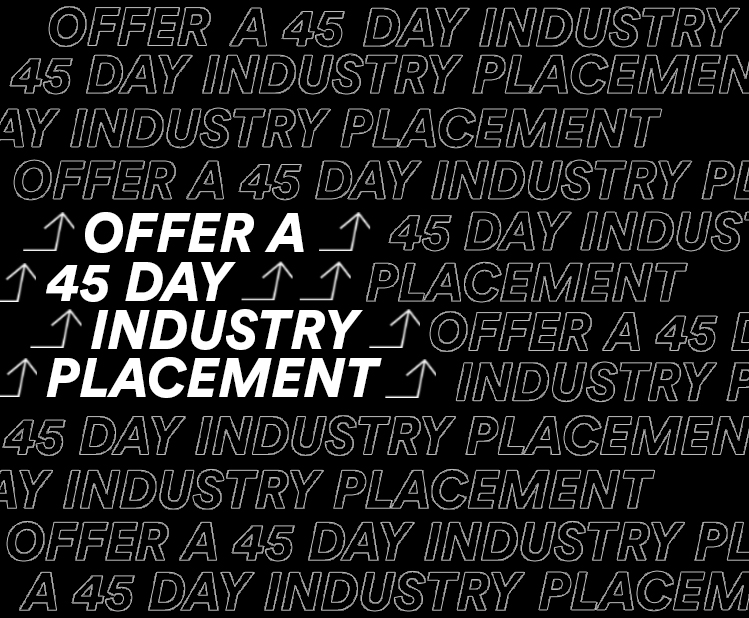 OFFER A 45 DAY INDUSTRY
45 DAY INDUSTRY PLACEMEN
AY INDUSTRY PLACEMENT
OFFER A 45 DAY INDUSTRY PL
OFFER A 45 DAY INDUS
45 DAY PLACEMENT
INDUSTRY OFFER A 45 D
PLACEMENT INDUSTRY P
45 DAY INDUSTRY PLACEMEN
AY INDUSTRY PLACEMENT
OFFER A 45 DAY INDUSTRY PL
A 45 DAY INDUSTRY PLACEM